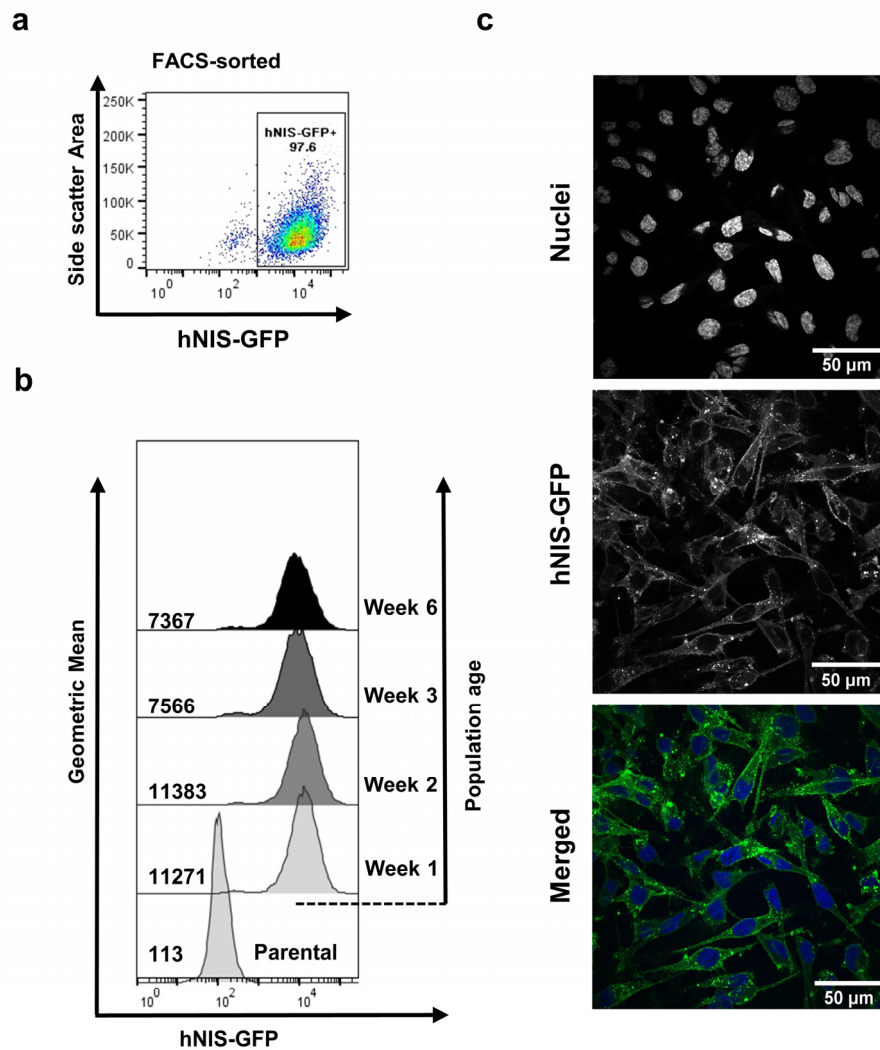 a
FACS-sorted
Side scatter Area
250K
200K
150K
100K
50K
0
hNIS-GFP+
97.6
10^0 10^2 10^4
hNIS-GFP
b
Geometric Mean
7367 Week 6
7566 Week 3
11383 Week 2
11271 Week 1
113 Parental
Population age
10^0 10^2 10^4
hNIS-GFP
c
Nuclei
50 µm
hNIS-GFP
50 µm
Merged
50 µm